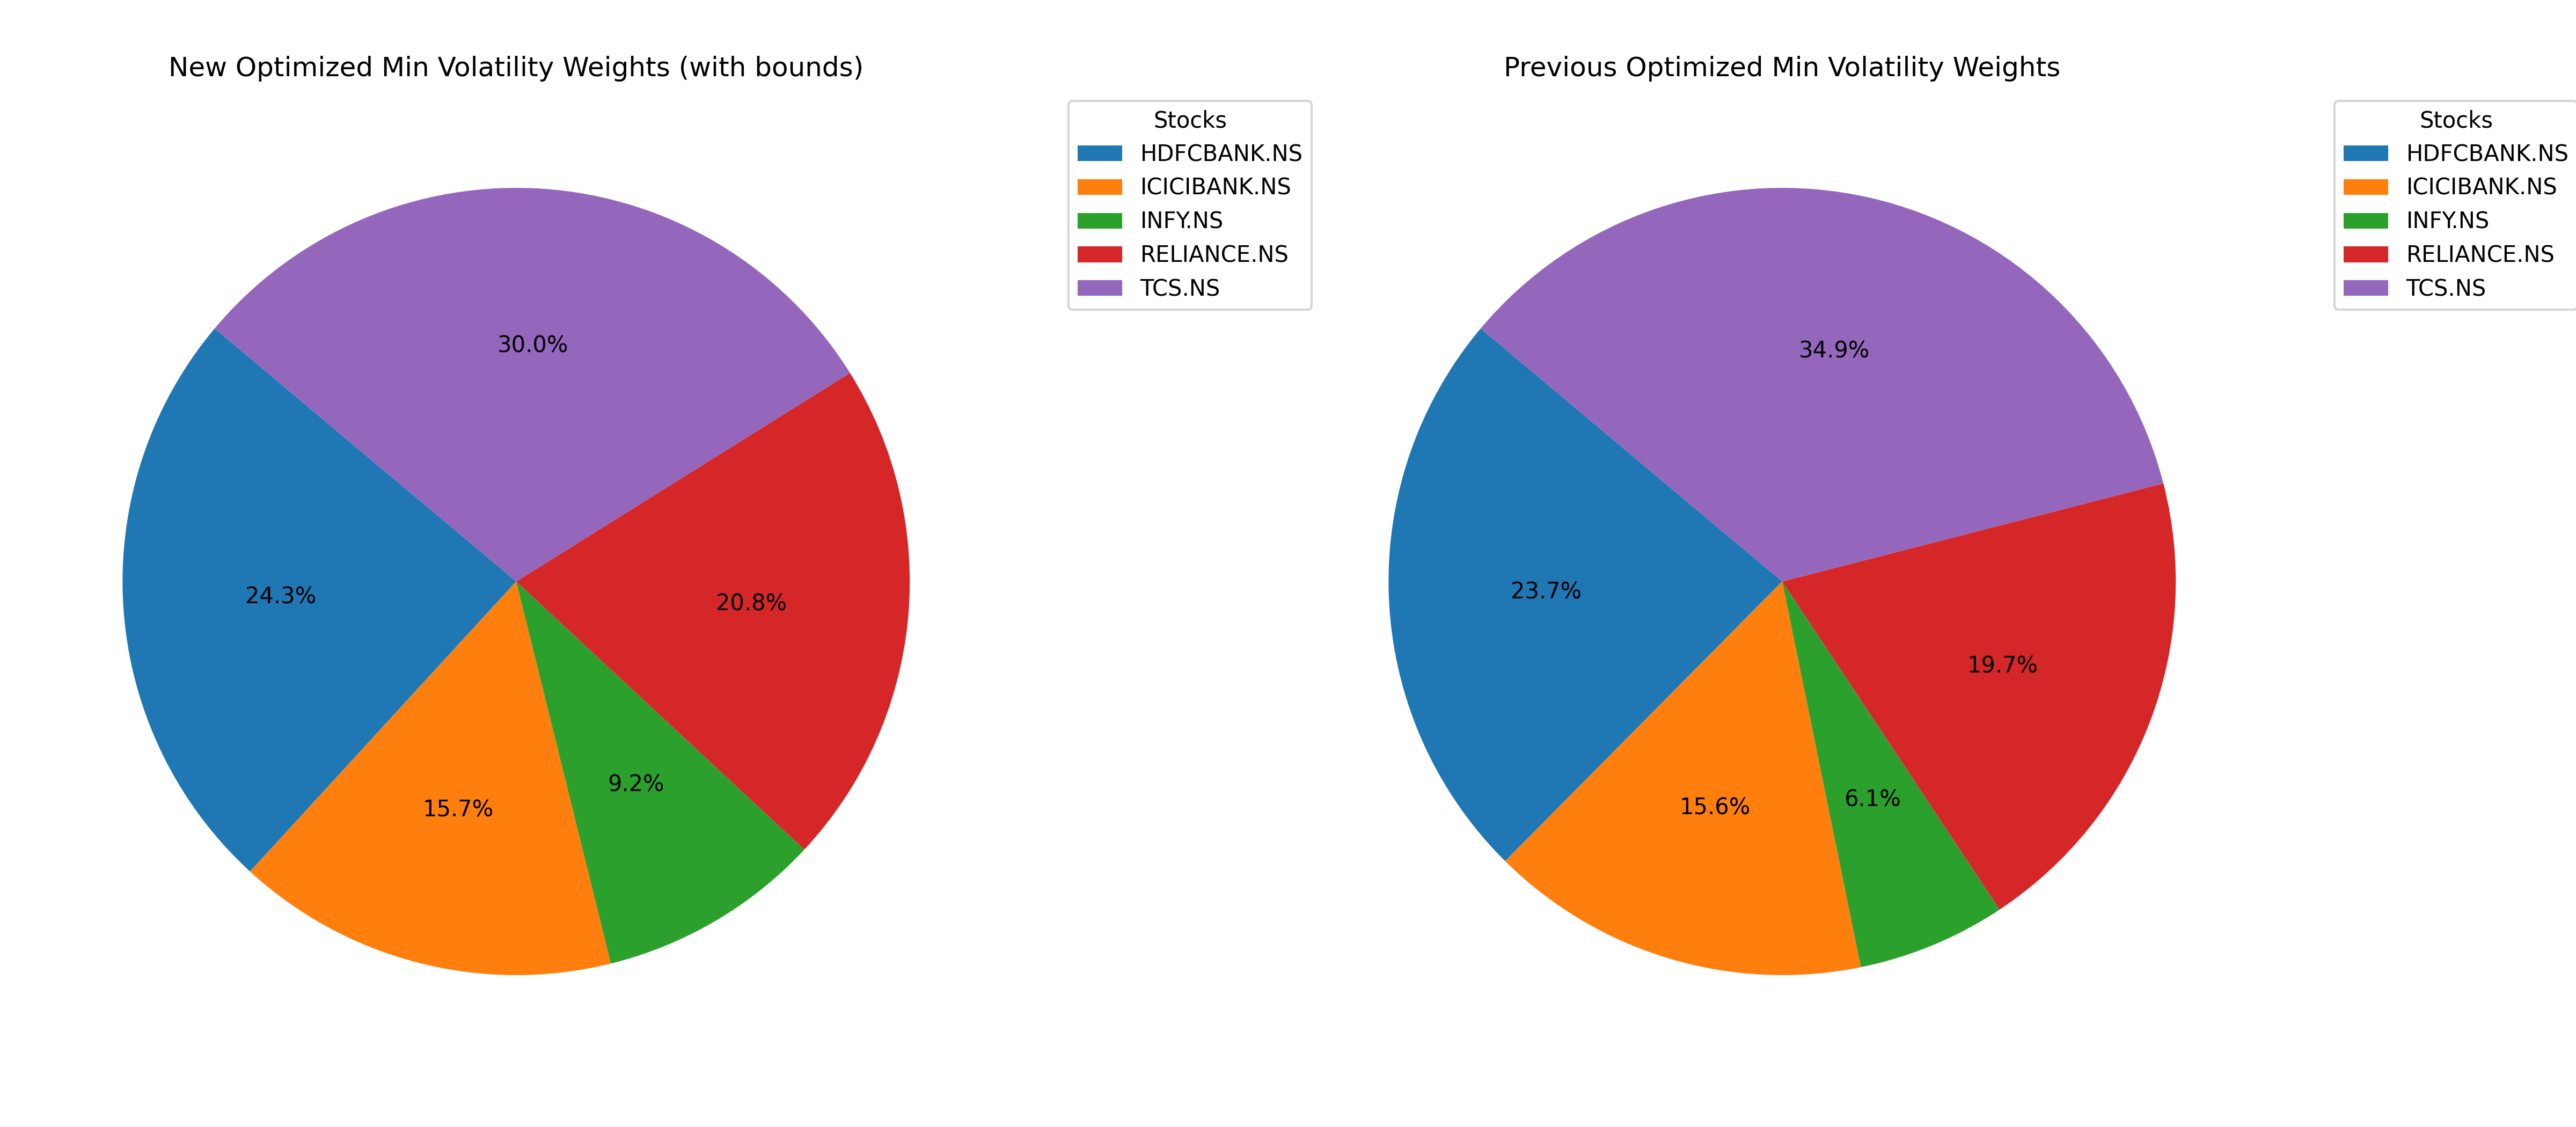 New Optimized Min Volatility Weights (with bounds)
Stocks
HDFCBANK.NS
ICICIBANK.NS
INFY.NS
RELIANCE.NS
TCS.NS
30.0%
24.3%
20.8%
9.2%
15.7%
Previous Optimized Min Volatility Weights
Stocks
HDFCBANK.NS
ICICIBANK.NS
INFY.NS
RELIANCE.NS
TCS.NS
34.9%
23.7%
19.7%
6.1%
15.6%